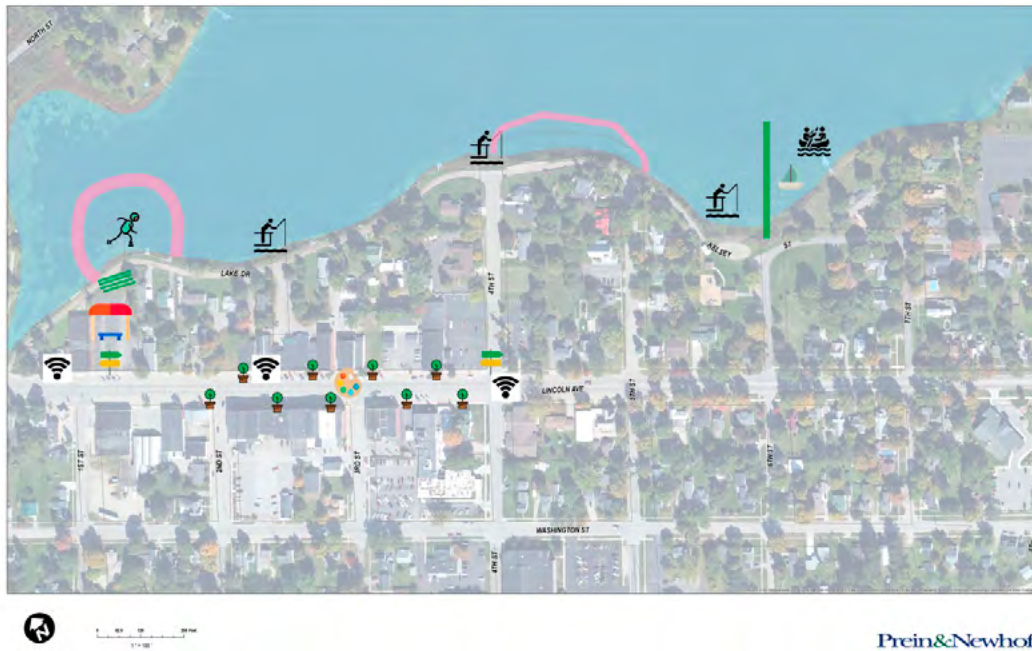 NORTH ST
LAKE DR
4TH ST
KELSEY
ST
7TH ST
LINCOLN AVE
5TH ST
6TH ST
1ST ST
2ND ST
3RD ST
WASHINGTON ST
4TH ST
Prein&Newhof